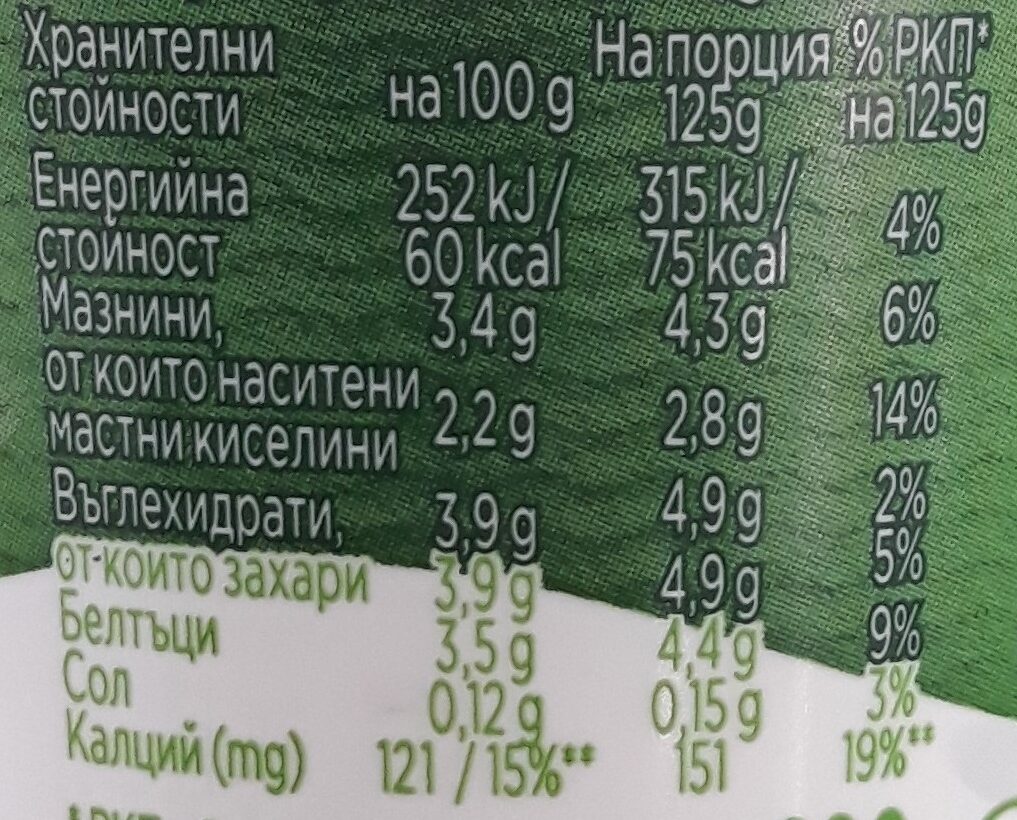 Хранителни На порция % РКП*
стойности на 100 g 125g на 125g
Енергийна 252 kJ / 315 kJ / 4%
стойност 60 kcal 75 kcal
Мазнини, 3,4 g 4,3 g 6%
от които наситени 2,2 g 2,8 g 14%
мастни киселини
Въглехидрати, 3,9 g 4,9 g 2%
от които захари 3,9 g 4,9 g 5%
Белтъци 3,5 g 4,4 g 9%
Сол 0,12 g 0,15 g 3%
Калций (mg) 121 / 15%** 151 19%**